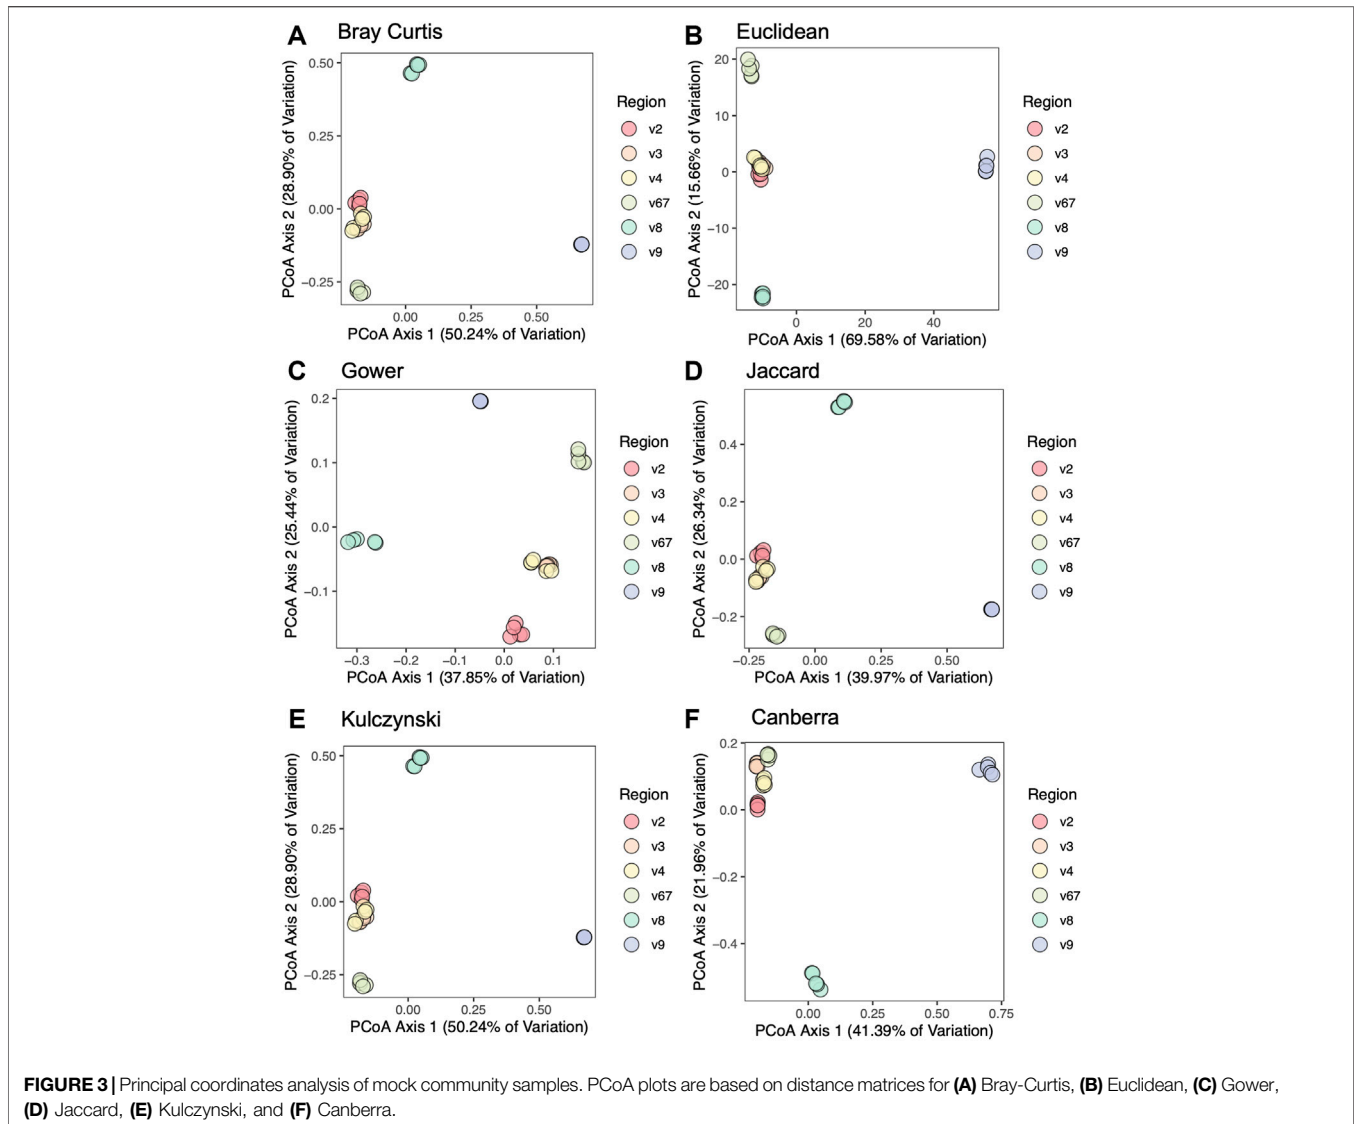 A Bray Curtis
PCoA Axis 2 (28.90% of Variation)
0.50
0.25
0.00
−0.25
0.00 0.25 0.50
PCoA Axis 1 (50.24% of Variation)
Region
v2
v3
v4
v67
v8
v9
B Euclidean
PCoA Axis 2 (15.66% of Variation)
20
10
0
−10
−20
0 20 40
PCoA Axis 1 (69.58% of Variation)
Region
v2
v3
v4
v67
v8
v9
C Gower
PCoA Axis 2 (25.44% of Variation)
0.2
0.1
0.0
−0.1
−0.3 −0.2 −0.1 0.0 0.1
PCoA Axis 1 (37.85% of Variation)
Region
v2
v3
v4
v67
v8
v9
D Jaccard
PCoA Axis 2 (26.34% of Variation)
0.4
0.2
0.0
−0.2
−0.25 0.00 0.25 0.50
PCoA Axis 1 (39.97% of Variation)
Region
v2
v3
v4
v67
v8
v9
E Kulczynski
PCoA Axis 2 (28.90% of Variation)
0.50
0.25
0.00
−0.25
0.00 0.25 0.50
PCoA Axis 1 (50.24% of Variation)
Region
v2
v3
v4
v67
v8
v9
F Canberra
PCoA Axis 2 (21.96% of Variation)
0.2
0.0
−0.2
−0.4
0.00 0.25 0.50 0.75
PCoA Axis 1 (41.39% of Variation)
Region
v2
v3
v4
v67
v8
v9
FIGURE 3 | Principal coordinates analysis of mock community samples. PCoA plots are based on distance matrices for (A) Bray-Curtis, (B) Euclidean, (C) Gower,
(D) Jaccard, (E) Kulczynski, and (F) Canberra.